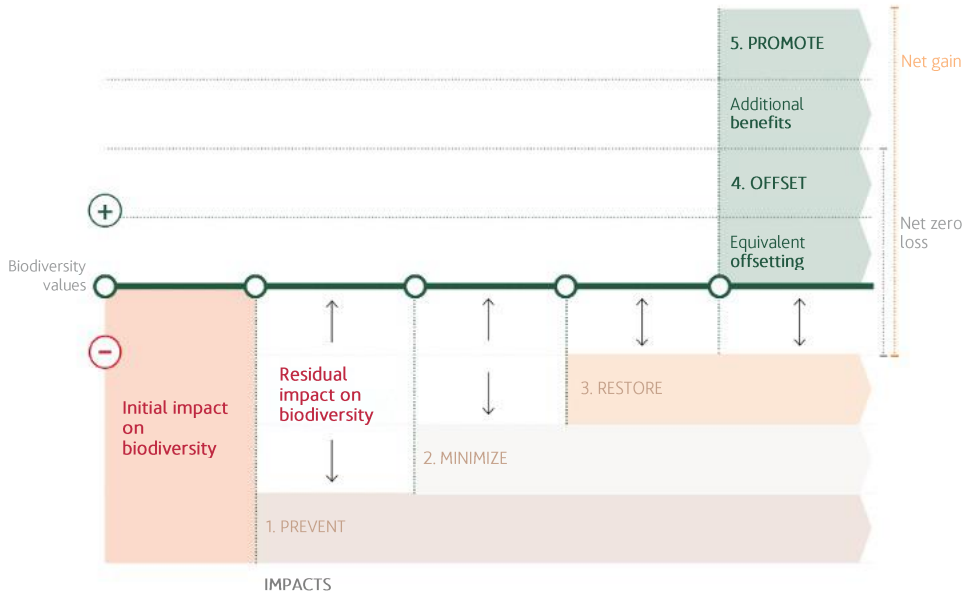 5. PROMOTE
Net gain
Additional
benefits
4. OFFSET
+
Net zero
loss
Equivalent
offsetting
Biodiversity
values
−
Residual
impact on
biodiversity
3. RESTORE
Initial impact
on
biodiversity
2. MINIMIZE
1. PREVENT
IMPACTS